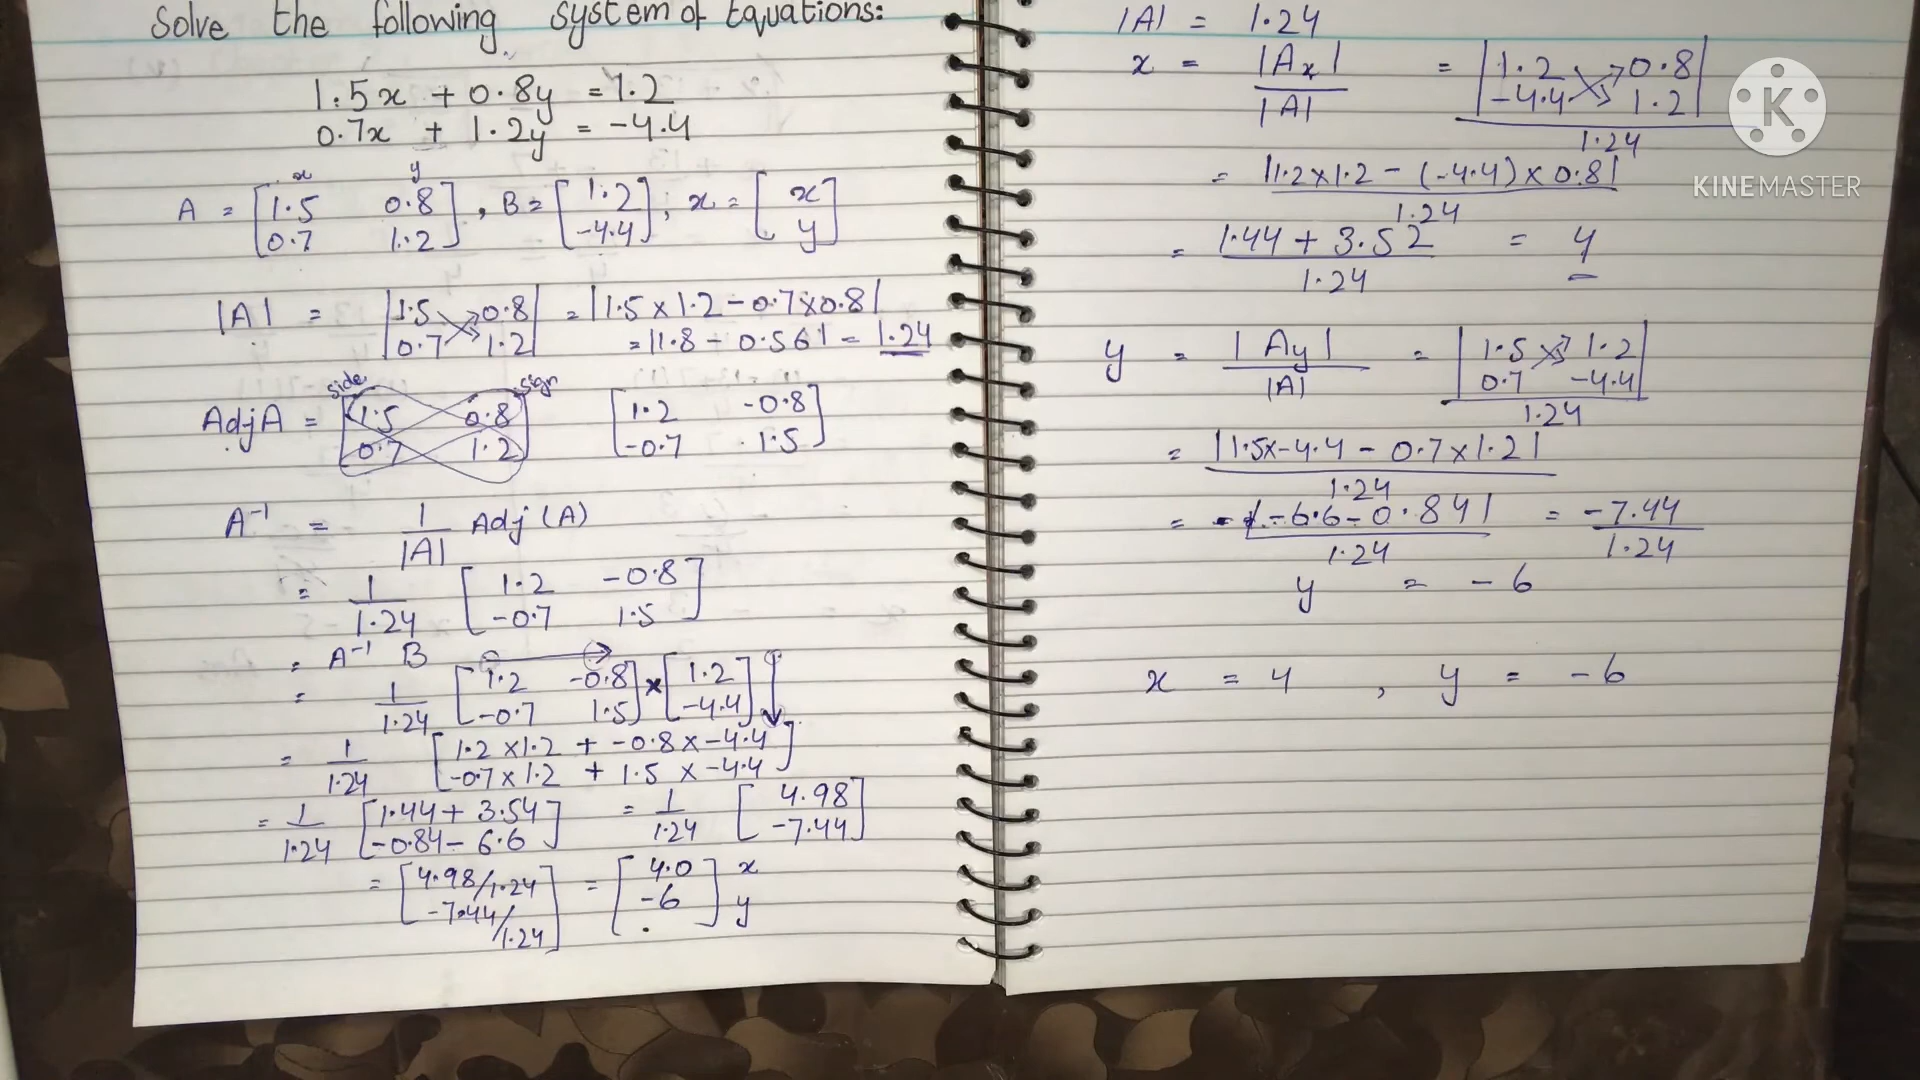 Solve the following system of Equations:
1.5x + 0.8y = 1.2
0.7x + 1.2y = -4.4
x y
A = [1.5 0.8], B = [1.2]; x = [x]
[0.7 1.2] [-4.4] [y]
|A| = |1.5 0.8| = |1.5 x 1.2 - 0.7 x 0.8|
|0.7 1.2| = |1.8 - 0.56| = 1.24
side sign
AdjA = [1.5 0.8] [1.2 -0.8]
[0.7 1.2] [-0.7 1.5]
A⁻¹ = 1/|A| Adj (A)
= 1/1.24 [1.2 -0.8]
[-0.7 1.5]
= A⁻¹ B
= 1/1.24 [1.2 -0.8] x [1.2]
[-0.7 1.5] [-4.4]
= 1/1.24 [1.2 x 1.2 + -0.8 x -4.4]
[-0.7 x 1.2 + 1.5 x -4.4]
= 1/1.24 [1.44 + 3.54] = 1/1.24 [4.98]
[-0.84 - 6.6] [-7.44]
= [4.98/1.24] = [4.0] x
[-7.44/1.24] [-6] y
|A| = 1.24
x = |Ax|/|A| = |1.2 0.8|
|-4.4 1.2|
1.24
= |1.2 x 1.2 - (-4.4) x 0.8|
1.24
= 1.44 + 3.52 = 4
1.24
y = |Ay|/|A| = |1.5 1.2|
|0.7 -4.4|
1.24
= |1.5 x -4.4 - 0.7 x 1.2|
1.24
= |-6.6 - 0.84| = -7.44
1.24 1.24
y = -6
x = 4, y = -6
K
KINEMASTER